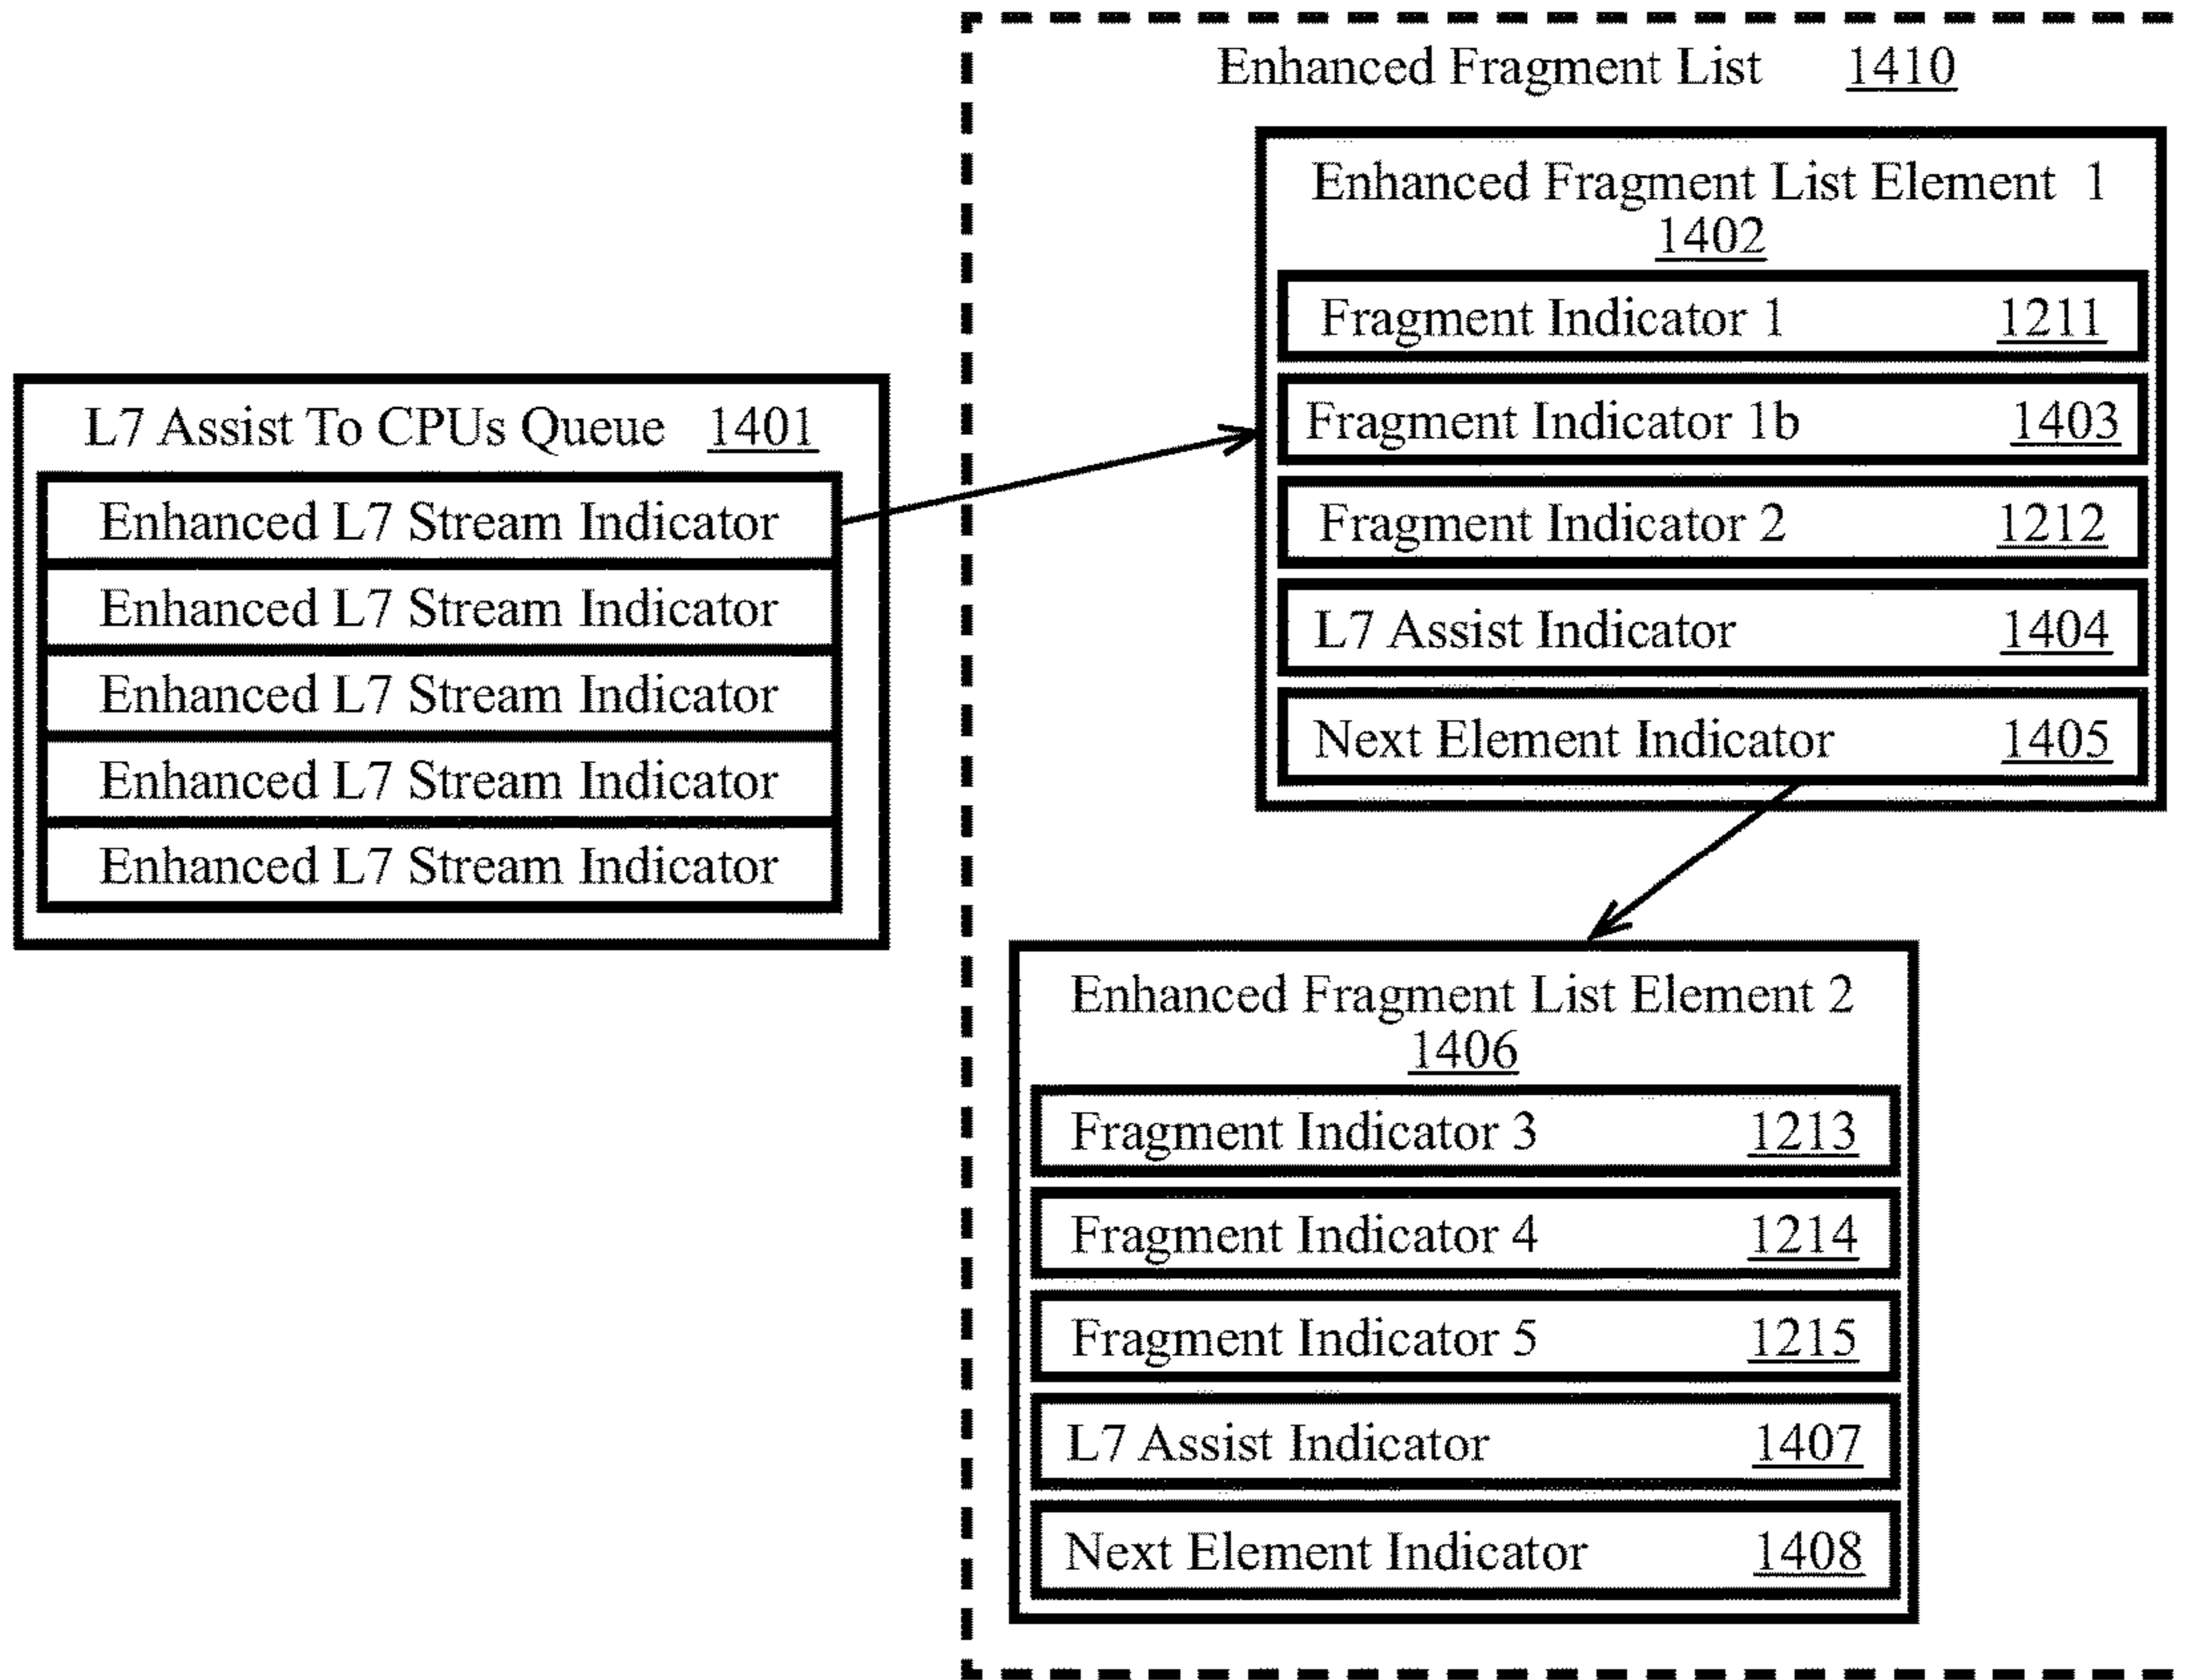 Enhanced Fragment List 1410
Enhanced Fragment List Element 1
1402
Fragment Indicator 1 1211
Fragment Indicator 1b 1403
Fragment Indicator 2 1212
L7 Assist Indicator 1404
Next Element Indicator 1405
L7 Assist To CPUs Queue 1401
Enhanced L7 Stream Indicator
Enhanced L7 Stream Indicator
Enhanced L7 Stream Indicator
Enhanced L7 Stream Indicator
Enhanced L7 Stream Indicator
Enhanced Fragment List Element 2
1406
Fragment Indicator 3 1213
Fragment Indicator 4 1214
Fragment Indicator 5 1215
L7 Assist Indicator 1407
Next Element Indicator 1408